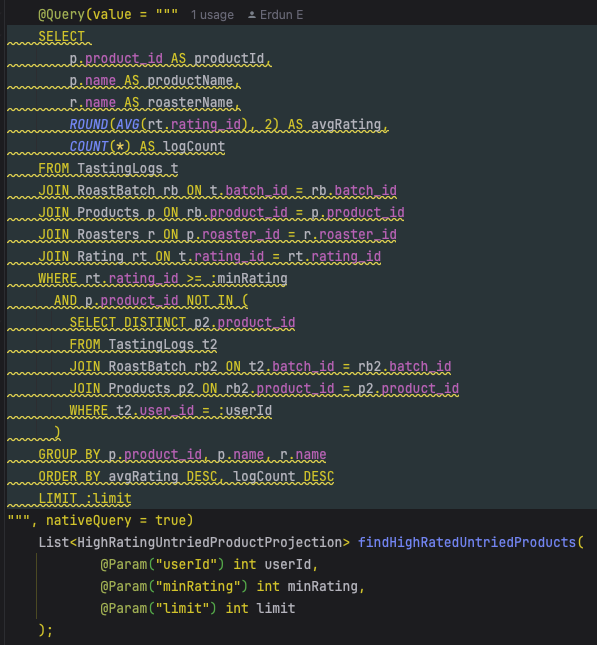 @Query(value = """ 1 usage Erdun E
SELECT
p.product_id AS productId,
p.name AS productName,
r.name AS roasterName,
ROUND(AVG(rt.rating_id), 2) AS avgRating,
COUNT(*) AS logCount
FROM TastingLogs t
JOIN RoastBatch rb ON t.batch_id = rb.batch_id
JOIN Products p ON rb.product_id = p.product_id
JOIN Roasters r ON p.roaster_id = r.roaster_id
JOIN Rating rt ON t.rating_id = rt.rating_id
WHERE rt.rating_id >= :minRating
AND p.product_id NOT IN (
SELECT DISTINCT p2.product_id
FROM TastingLogs t2
JOIN RoastBatch rb2 ON t2.batch_id = rb2.batch_id
JOIN Products p2 ON rb2.product_id = p2.product_id
WHERE t2.user_id = :userId
)
GROUP BY p.product_id, p.name, r.name
ORDER BY avgRating DESC, logCount DESC
LIMIT :limit
""", nativeQuery = true)
List<HighRatingUntriedProductProjection> findHighRatedUntriedProducts(
@Param("userId") int userId,
@Param("minRating") int minRating,
@Param("limit") int limit
);